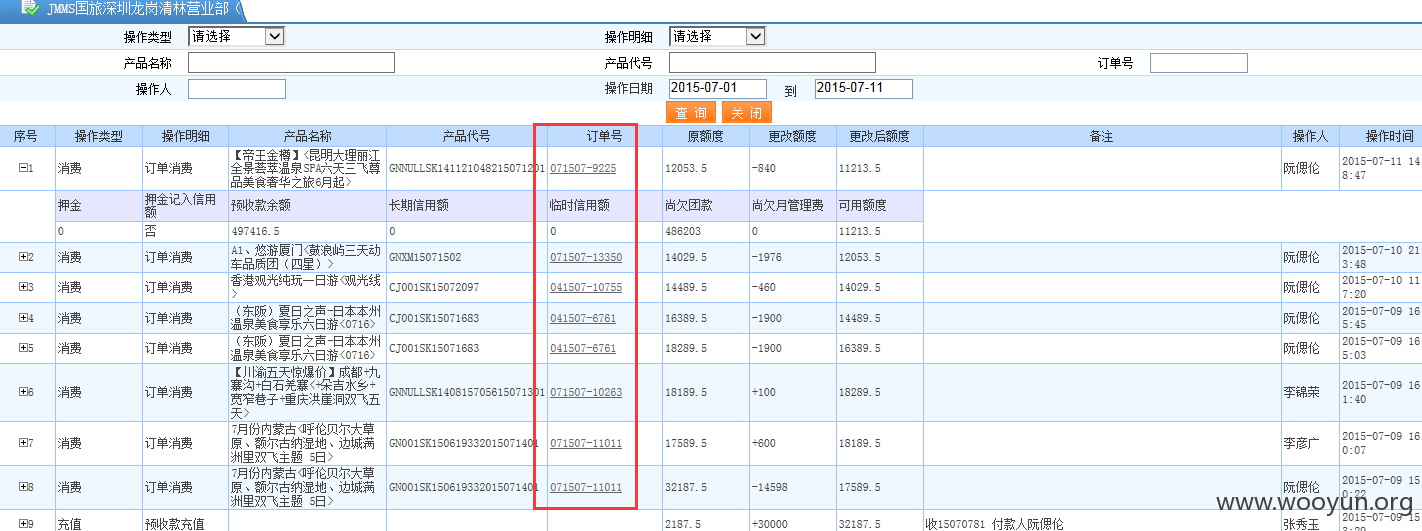 JMMS国旅深圳龙岗清林营业部（
操作类型 请选择 操作明细 请选择
产品名称 产品代号 订单号
操作人 操作日期 2015-07-01 到 2015-07-11
查 询 关 闭
序号 操作类型 操作明细 产品名称 产品代号 订单号 原额度 更改额度 更改后额度 备注 操作人 操作时间
1 消费 订单消费 【帝王金樽】<昆明大理丽江 GNNULLSK141121048215071201 071507-9225 12053.5 -840 11213.5 阮偲伦 2015-07-11 14
全景荟萃温泉SPA六天三飞尊 8:47
品美食奢华之旅6月起>
押金 押金记入信用 预收款余额 长期信用额 临时信用额 尚欠团款 尚欠月管理费 可用额度
额
0 否 497416.5 0 0 486203 0 11213.5
2 消费 订单消费 A1、悠游厦门<鼓浪屿三天动 GNXM15071502 071507-13350 14029.5 -1976 12053.5 阮偲伦 2015-07-10 21
车品质团（四星）> 3:48
3 消费 订单消费 香港观光纯玩一日游<观光线 CJ001SK15072097 041507-10755 14489.5 -460 14029.5 阮偲伦 2015-07-10 11
> 7:20
4 消费 订单消费 （东阪）夏日之声-日本本州 CJ001SK15071683 041507-6761 16389.5 -1900 14489.5 阮偲伦 2015-07-09 16
温泉美食享乐六日游<0716> 5:45
5 消费 订单消费 （东阪）夏日之声-日本本州 CJ001SK15071683 041507-6761 18289.5 -1900 16389.5 阮偲伦 2015-07-09 16
温泉美食享乐六日游<0716> 5:03
6 消费 订单消费 【川渝五天惊爆价】成都+九 GNNULLSK140815705615071301 071507-10263 18189.5 +100 18289.5 李锦荣 2015-07-09 16
寨沟+白石羌寨<+朵吉水乡+ 1:40
宽窄巷子+重庆洪崖洞双飞五
天>
7 消费 订单消费 7月份内蒙古<呼伦贝尔大草 GN001SK150619332015071401 071507-11011 17589.5 +600 18189.5 李彦广 2015-07-09 16
原、额尔古纳湿地、边城满 0:07
洲里双飞主题 5日>
8 消费 订单消费 7月份内蒙古<呼伦贝尔大草 GN001SK150619332015071401 071507-11011 32187.5 -14598 17589.5 阮偲伦 2015-07-09 15
原、额尔古纳湿地、边城满 0:22
洲里双飞主题 5日>
www.wooyun.org
9 充值 预收款充值 2187.5 +30000 32187.5 收15070781 付款人阮偲伦 张秀玉 2015-07-09 15